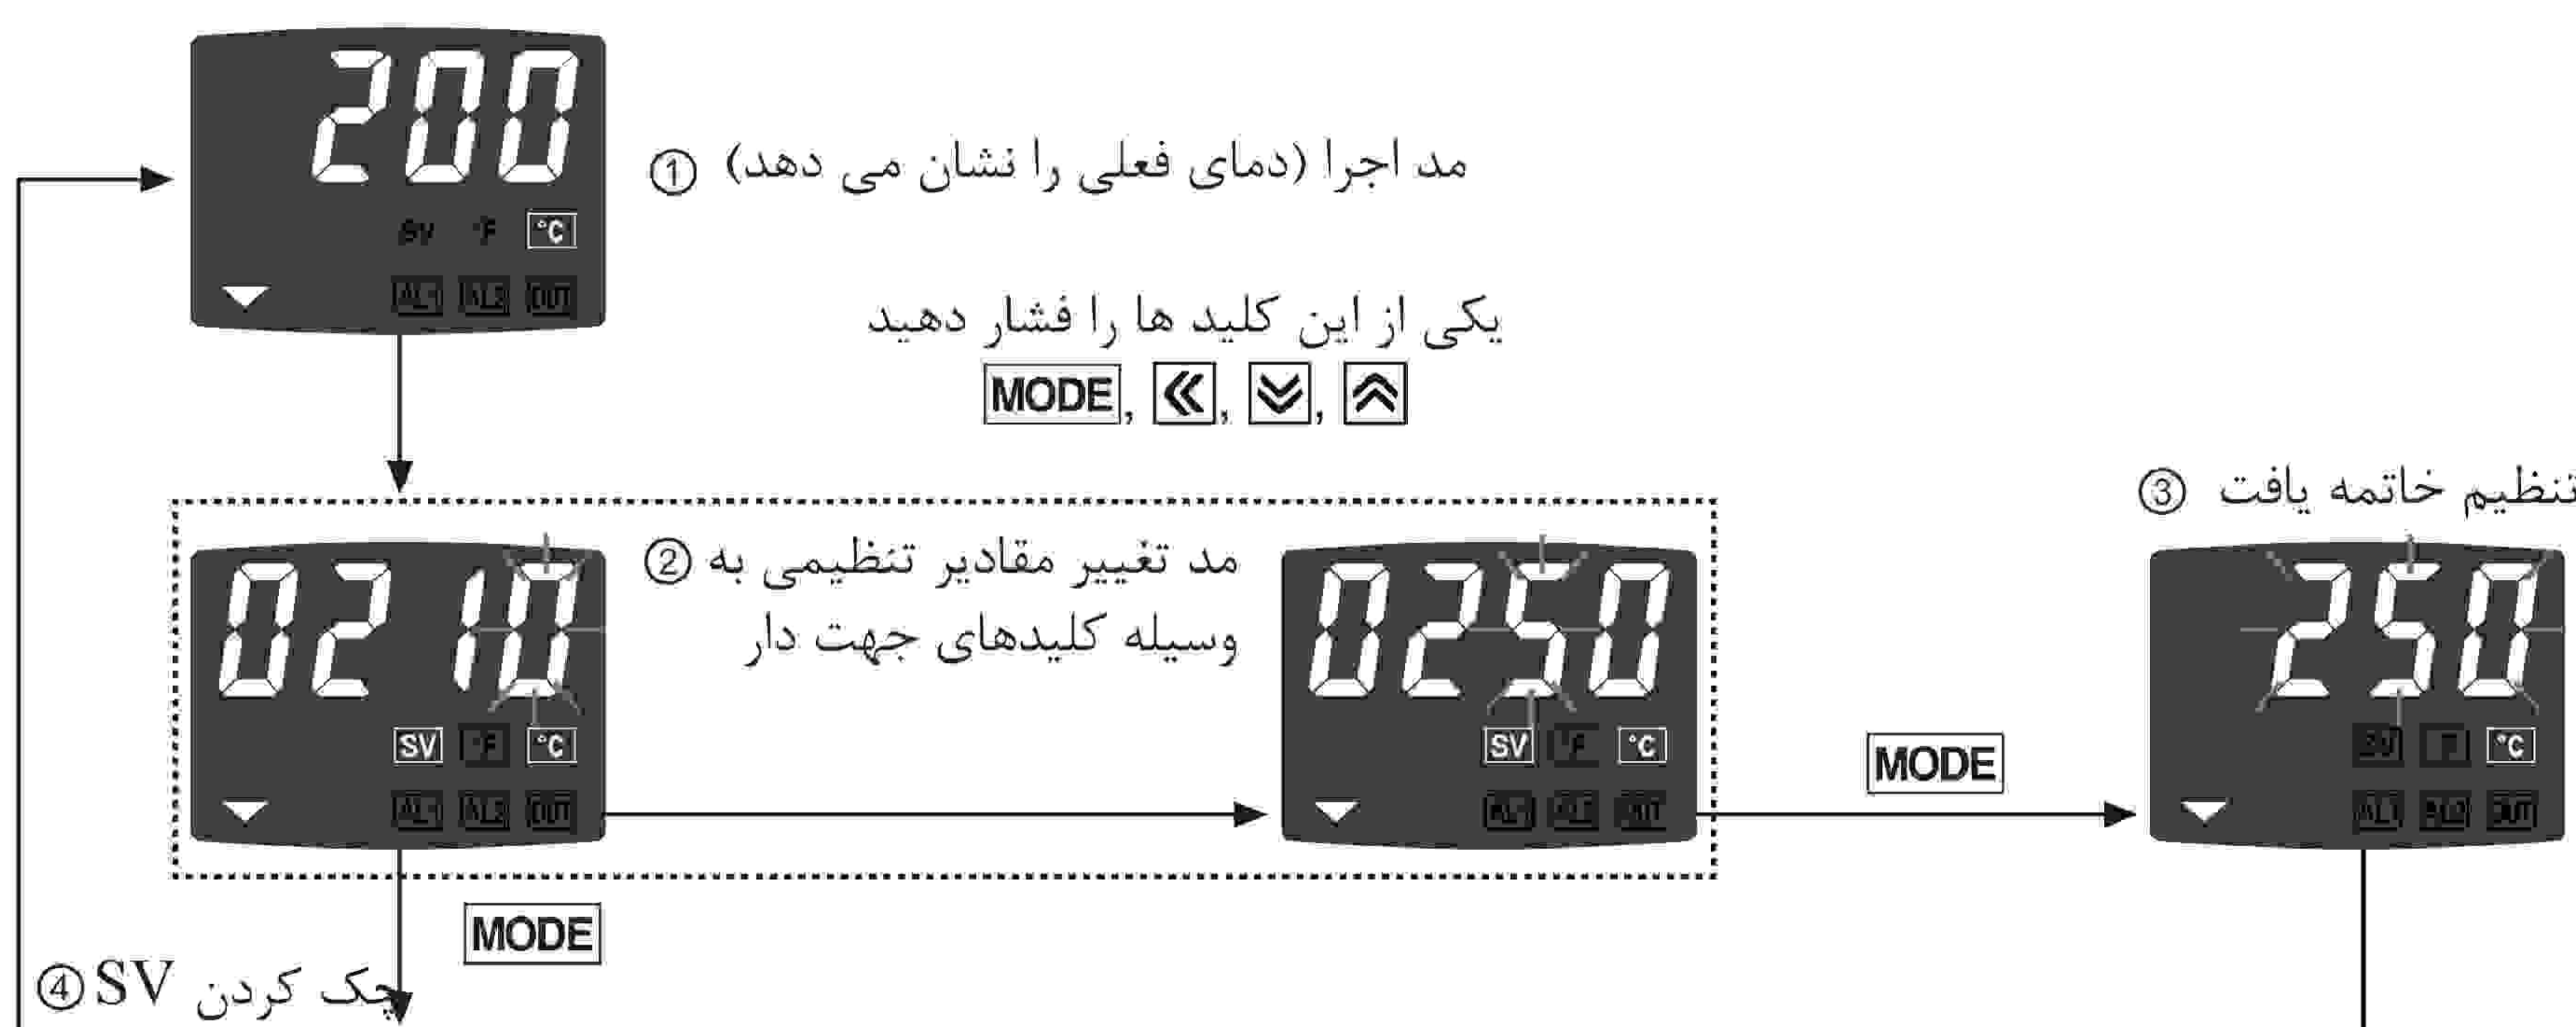 200
① مد اجرا (دمای فعلی را نشان می دهد)
SV °F °C
AL1 AL2 OUT
یکی از این کلید ها را فشار دهید
MODE, «, ,
③ تنظیم خاتمه یافت
② مد تغییر مقادیر تنظیمی به
وسیله کلیدهای جهت دار
0210
SV °F °C
AL1 AL2 OUT
0250
SV °F °C
AL1 AL2 OUT
MODE
250
SV °F °C
AL1 AL2 OUT
MODE
④ چک کردن SV